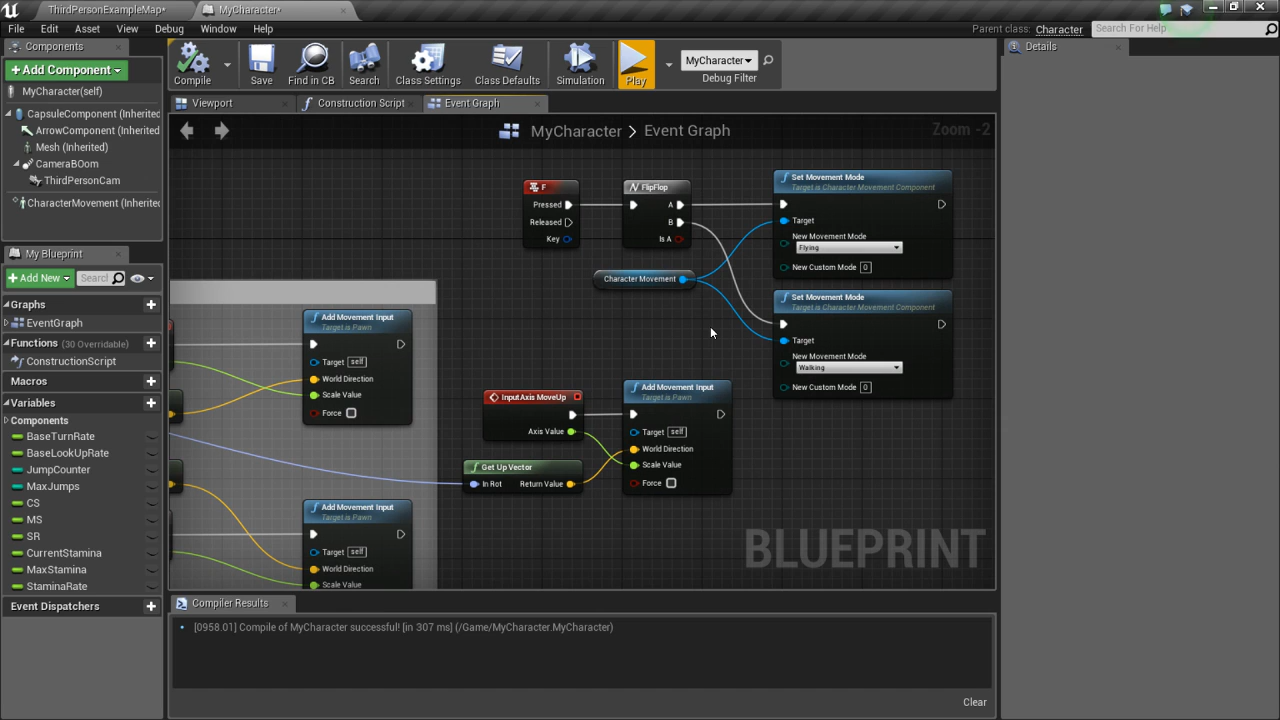 ThirdPersonExampleMap*
MyCharacter*
File
Edit
Asset
View
Debug
Window
Help
Parent class: Character
Search For Help
Components
Details
+ Add Component
Compile
Save
Find in CB
Search
Class Settings
Class Defaults
Simulation
Play
MyCharacter
Debug Filter
MyCharacter(self)
Viewport
Construction Script
Event Graph
CapsuleComponent (Inherited
ArrowComponent (Inherited
Mesh (Inherited)
CameraBOom
ThirdPersonCam
CharacterMovement (Inherite
MyCharacter > Event Graph
Zoom -2
F
Pressed
Released
Key
FlipFlop
A
B
Is A
Set Movement Mode
Target is Character Movement Component
Target
New Movement Mode
Flying
New Custom Mode 0
Character Movement
Set Movement Mode
Target is Character Movement Component
Target
New Movement Mode
Walking
New Custom Mode 0
My Blueprint
+ Add New
Search
Graphs
EventGraph
Functions (30 Overridable)
ConstructionScript
Macros
Variables
Components
BaseTurnRate
BaseLookUpRate
JumpCounter
MaxJumps
CS
MS
SR
CurrentStamina
MaxStamina
StaminaRate
Event Dispatchers
Add Movement Input
Target is Pawn
Target self
World Direction
Scale Value
Force
InputAxis MoveUp
Axis Value
Get Up Vector
In Rot
Return Value
Add Movement Input
Target is Pawn
Target self
World Direction
Scale Value
Force
Add Movement Input
Target is Pawn
Target self
World Direction
Scale Value
BLUEPRINT
Compiler Results
[0958.01] Compile of MyCharacter successful! [in 307 ms] (/Game/MyCharacter.MyCharacter)
Clear